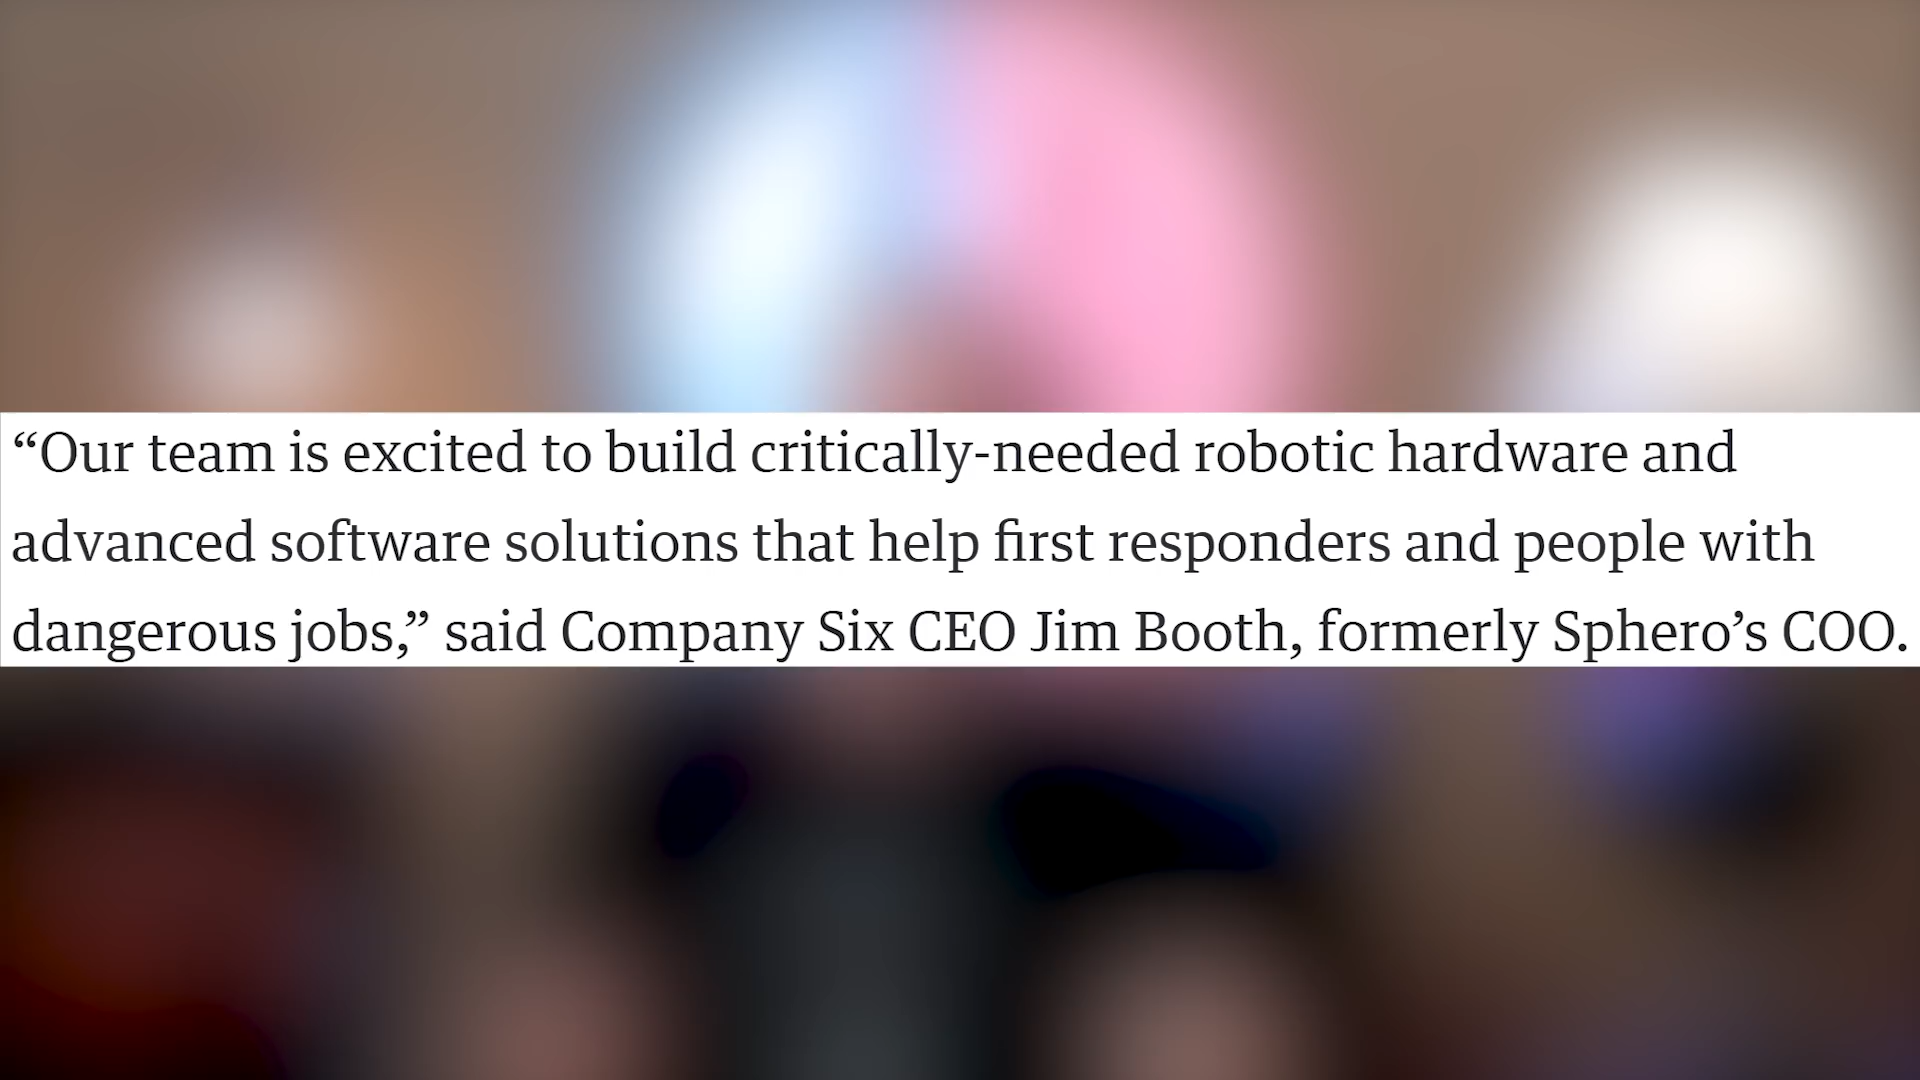 “Our team is excited to build critically-needed robotic hardware and
advanced software solutions that help first responders and people with
dangerous jobs,” said Company Six CEO Jim Booth, formerly Sphero’s COO.